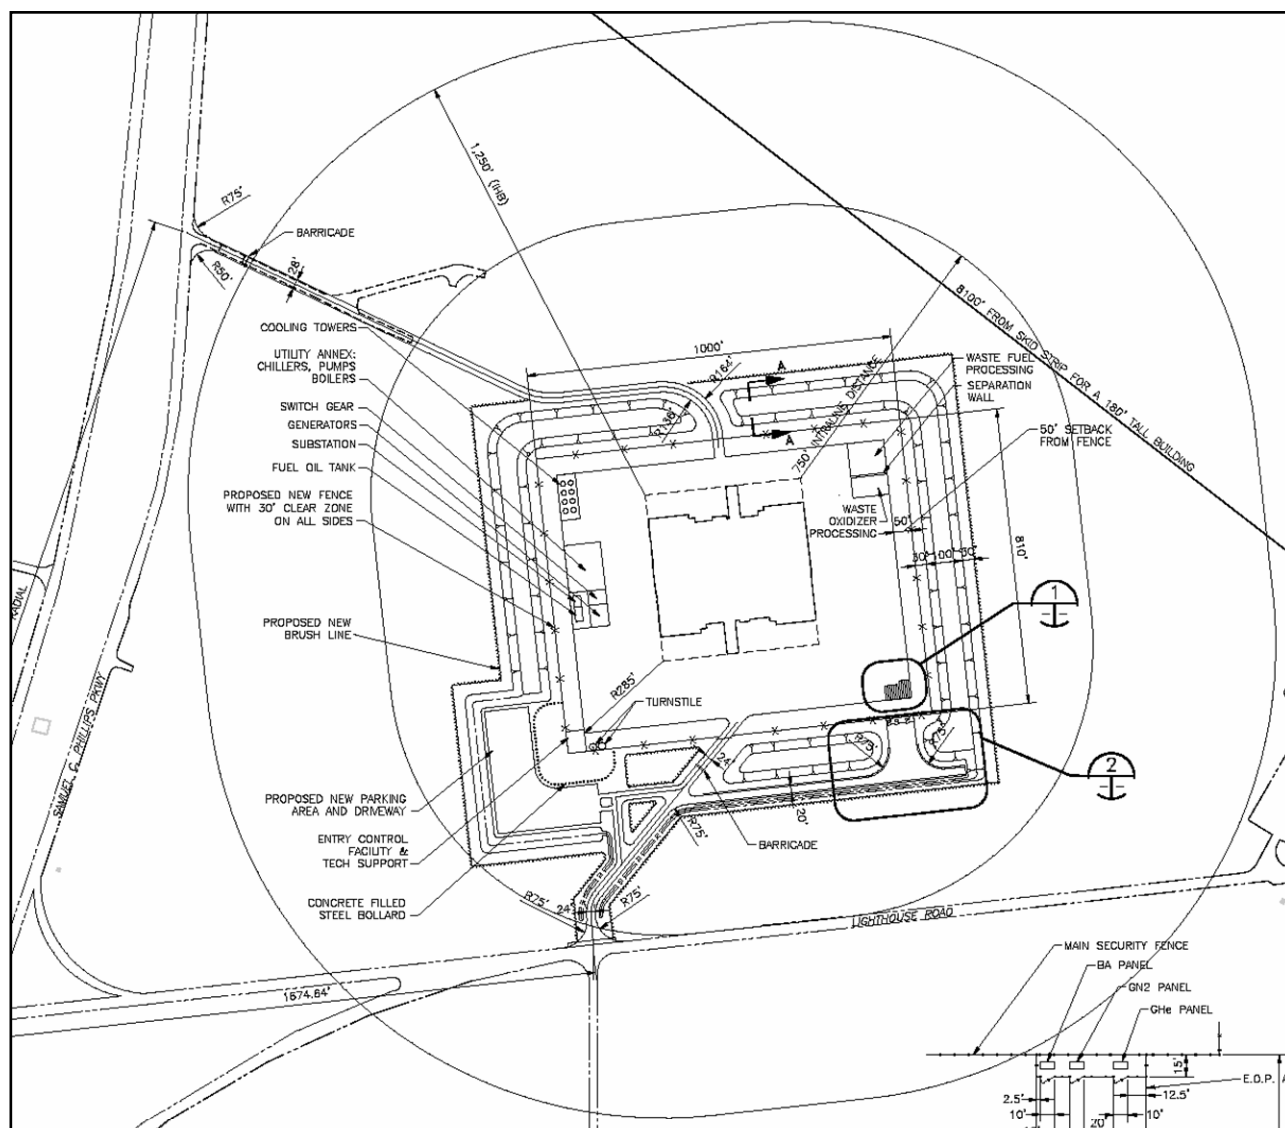 1,250' (IHB)
R75'
BARRICADE
R50'
28'
8100' FROM SKID STRIP FOR A 180' TALL BUILDING
COOLING TOWERS
UTILITY ANNEX:
CHILLERS, PUMPS
BOILERS
SWITCH GEAR
GENERATORS
SUBSTATION
FUEL OIL TANK
PROPOSED NEW FENCE
WITH 30' CLEAR ZONE
ON ALL SIDES
1000'
R164'
R136'
A
A
750' INTRALINE DISTANCE
WASTE FUEL
PROCESSING
SEPARATION
WALL
50' SETBACK
FROM FENCE
WASTE
OXIDIZER
PROCESSING
50'
30'
100'
30'
810'
1
RADIAL
PROPOSED NEW
BRUSH LINE
SAMUEL C. PHILLIPS PKWY
R285'
TURNSTILE
R75'
R75'
24'
2
20'
PROPOSED NEW PARKING
AREA AND DRIVEWAY
R75'
BARRICADE
ENTRY CONTROL
FACILITY &
TECH SUPPORT
CONCRETE FILLED
STEEL BOLLARD
R75'
24'
R75'
LIGHTHOUSE ROAD
1674.64'
MAIN SECURITY FENCE
BA PANEL
GN2 PANEL
GHe PANEL
15'
E.O.P.
2.5'
12.5'
10'
20'
10'